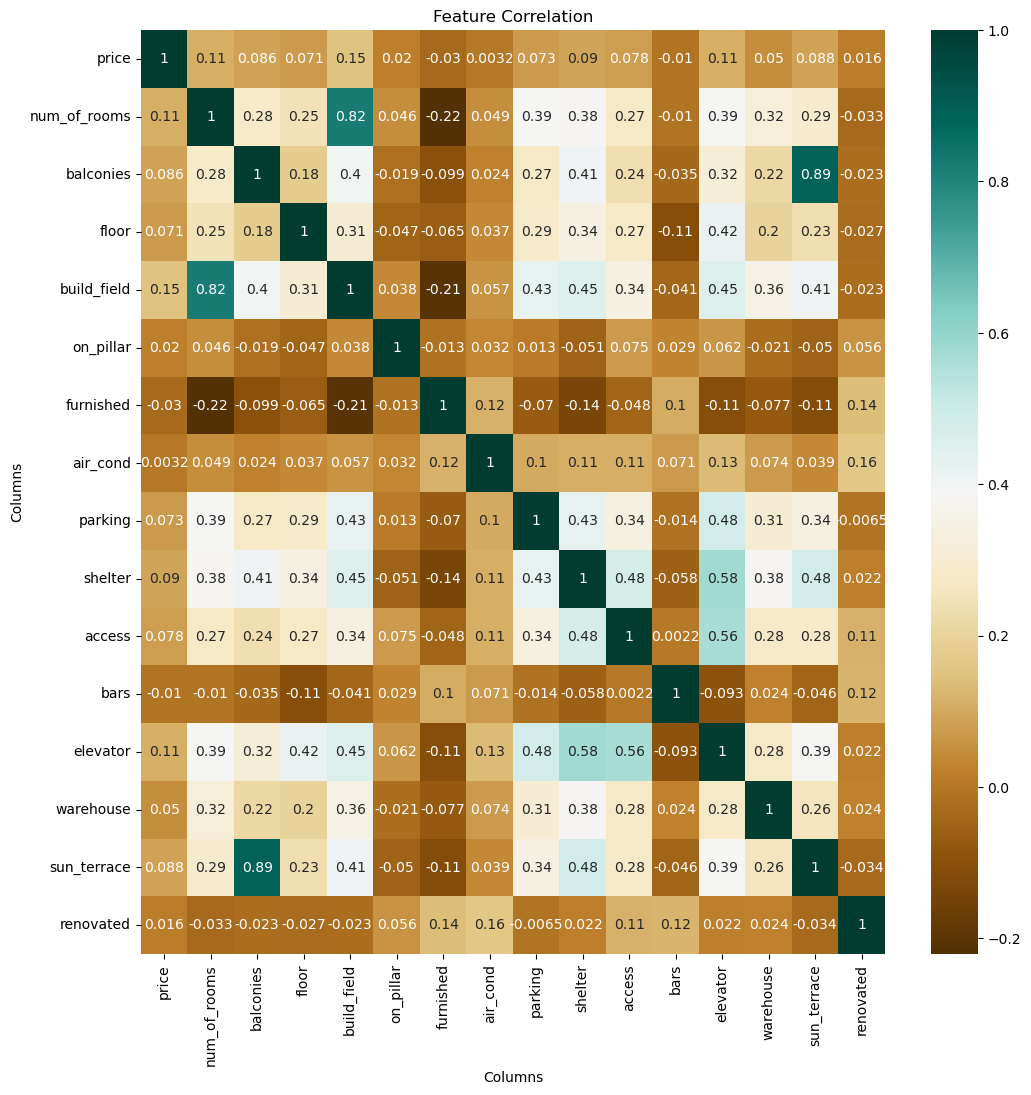 Feature Correlation
price 1 0.11 0.086 0.071 0.15 0.02 -0.03 0.0032 0.073 0.09 0.078 -0.01 0.11 0.05 0.088 0.016
num_of_rooms 0.11 1 0.28 0.25 0.82 0.046 -0.22 0.049 0.39 0.38 0.27 -0.01 0.39 0.32 0.29 -0.033
balconies 0.086 0.28 1 0.18 0.4 -0.019 -0.099 0.024 0.27 0.41 0.24 -0.035 0.32 0.22 0.89 -0.023
floor 0.071 0.25 0.18 1 0.31 -0.047 -0.065 0.037 0.29 0.34 0.27 -0.11 0.42 0.2 0.23 -0.027
build_field 0.15 0.82 0.4 0.31 1 0.038 -0.21 0.057 0.43 0.45 0.34 -0.041 0.45 0.36 0.41 -0.023
on_pillar 0.02 0.046 -0.019 -0.047 0.038 1 -0.013 0.032 0.013 -0.051 0.075 0.029 0.062 -0.021 -0.05 0.056
furnished -0.03 -0.22 -0.099 -0.065 -0.21 -0.013 1 0.12 -0.07 -0.14 -0.048 0.1 -0.11 -0.077 -0.11 0.14
air_cond 0.0032 0.049 0.024 0.037 0.057 0.032 0.12 1 0.1 0.11 0.11 0.071 0.13 0.074 0.039 0.16
parking 0.073 0.39 0.27 0.29 0.43 0.013 -0.07 0.1 1 0.43 0.34 -0.014 0.48 0.31 0.34 -0.0065
shelter 0.09 0.38 0.41 0.34 0.45 -0.051 -0.14 0.11 0.43 1 0.48 -0.058 0.58 0.38 0.48 0.022
access 0.078 0.27 0.24 0.27 0.34 0.075 -0.048 0.11 0.34 0.48 1 0.0022 0.56 0.28 0.28 0.11
bars -0.01 -0.01 -0.035 -0.11 -0.041 0.029 0.1 0.071 -0.014 -0.058 0.0022 1 -0.093 0.024 -0.046 0.12
elevator 0.11 0.39 0.32 0.42 0.45 0.062 -0.11 0.13 0.48 0.58 0.56 -0.093 1 0.28 0.39 0.022
warehouse 0.05 0.32 0.22 0.2 0.36 -0.021 -0.077 0.074 0.31 0.38 0.28 0.024 0.28 1 0.26 0.024
sun_terrace 0.088 0.29 0.89 0.23 0.41 -0.05 -0.11 0.039 0.34 0.48 0.28 -0.046 0.39 0.26 1 -0.034
renovated 0.016 -0.033 -0.023 -0.027 -0.023 0.056 0.14 0.16 -0.0065 0.022 0.11 0.12 0.022 0.024 -0.034 1
price num_of_rooms balconies floor build_field on_pillar furnished air_cond parking shelter access bars elevator warehouse sun_terrace renovated
Columns
Columns
1.0
0.8
0.6
0.4
0.2
0.0
−0.2